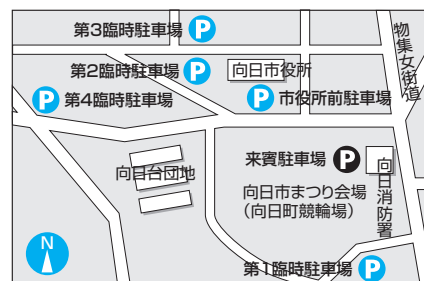 第3臨時駐車場 P
物集女街道
第2臨時駐車場 P
向日市役所
P 第4臨時駐車場
P 市役所前駐車場
来賓駐車場 P
向日消防署
向日台団地
向日市まつり会場
(向日町競輪場)
N
第1臨時駐車場 P